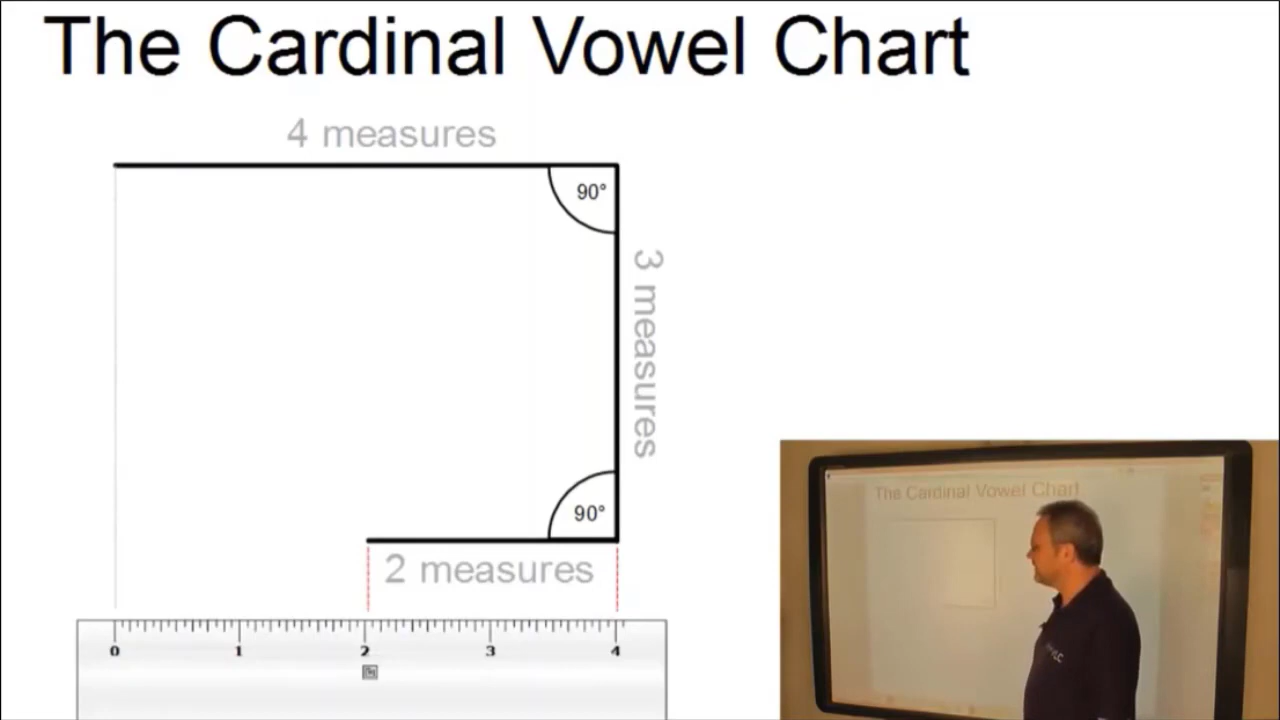 The Cardinal Vowel Chart
4 measures
90°
3 measures
90°
2 measures
0 1 2 3 4
The Cardinal Vowel Chart